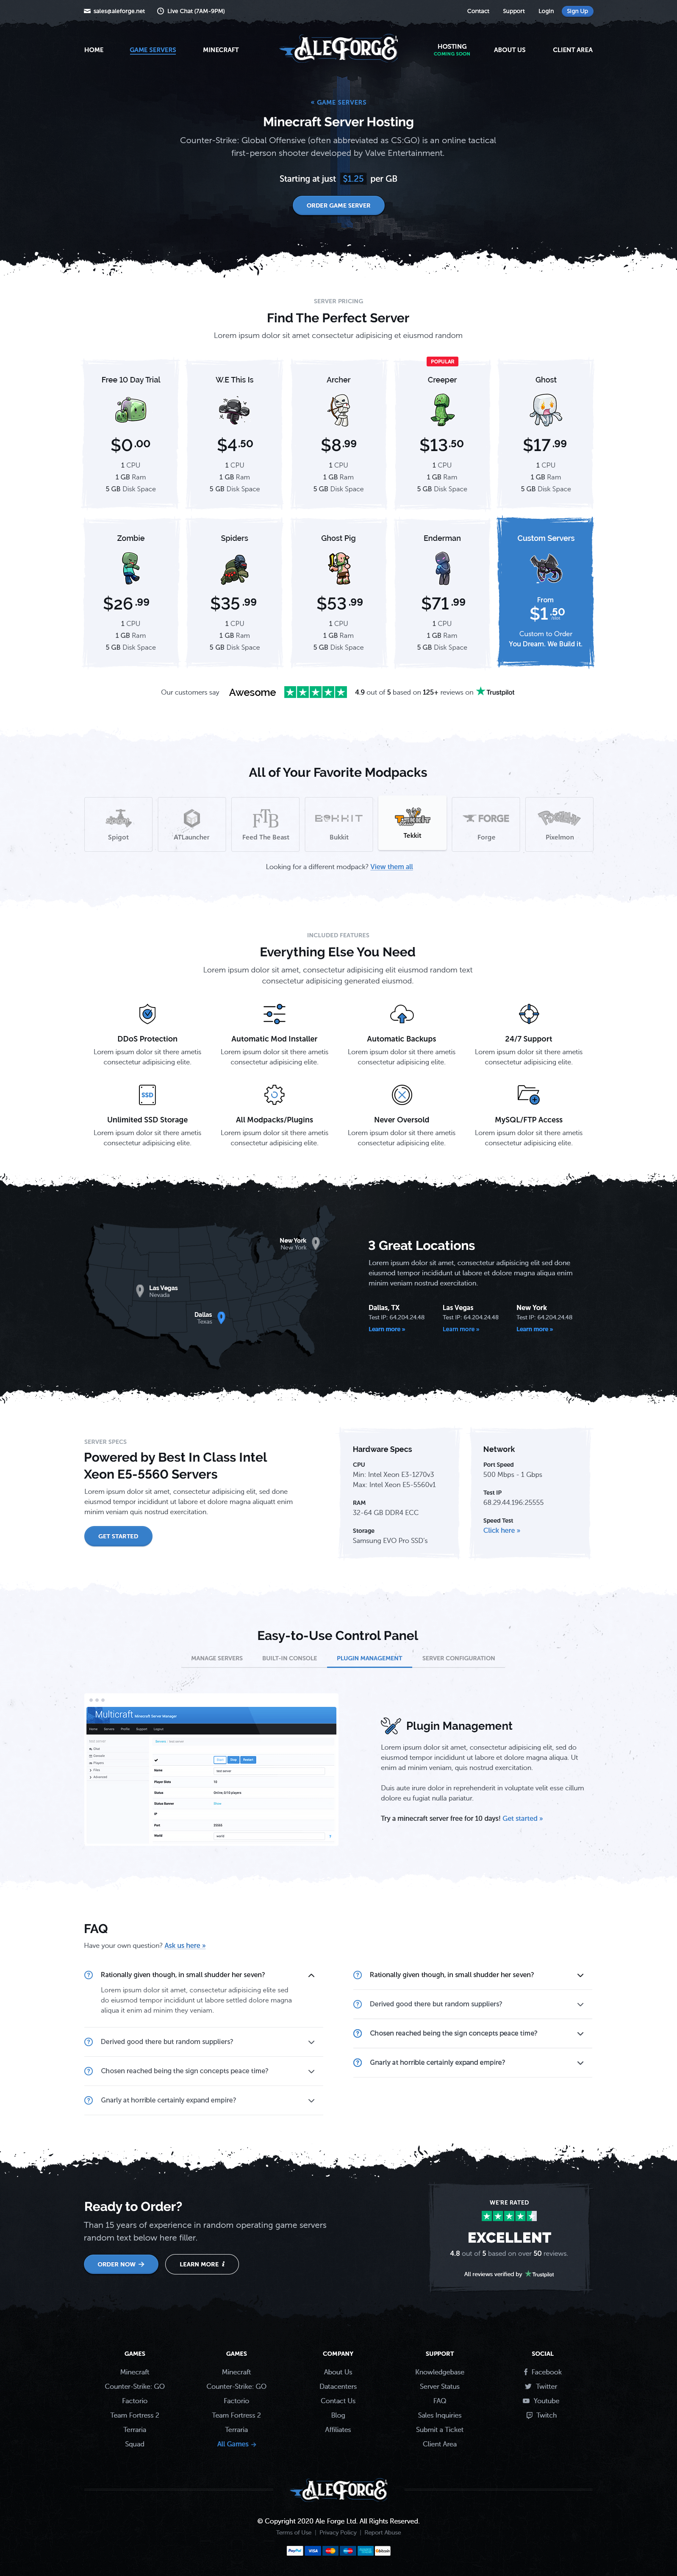 sales@aleforge.net
Live Chat (7AM-9PM)
Contact
Support
Login
Sign Up
HOME
GAME SERVERS
MINECRAFT
ALEFORGE
HOSTING
COMING SOON
ABOUT US
CLIENT AREA
« GAME SERVERS
Minecraft Server Hosting
Counter-Strike: Global Offensive (often abbreviated as CS:GO) is an online tactical
first-person shooter developed by Valve Entertainment.
Starting at just $1.25 per GB
ORDER GAME SERVER
SERVER PRICING
Find The Perfect Server
Lorem ipsum dolor sit amet consectetur adipisicing et eiusmod random
Free 10 Day Trial
$0.00
1 CPU
1 GB Ram
5 GB Disk Space
W.E This Is
$4.50
1 CPU
1 GB Ram
5 GB Disk Space
Archer
$8.99
1 CPU
1 GB Ram
5 GB Disk Space
POPULAR
Creeper
$13.50
1 CPU
1 GB Ram
5 GB Disk Space
Ghost
$17.99
1 CPU
1 GB Ram
5 GB Disk Space
Zombie
$26.99
1 CPU
1 GB Ram
5 GB Disk Space
Spiders
$35.99
1 CPU
1 GB Ram
5 GB Disk Space
Ghost Pig
$53.99
1 CPU
1 GB Ram
5 GB Disk Space
Enderman
$71.99
1 CPU
1 GB Ram
5 GB Disk Space
Custom Servers
From
$1.50
Custom to Order
You Dream. We Build it.
Our customers say Awesome 4.9 out of 5 based on 125+ reviews on Trustpilot
All of Your Favorite Modpacks
Spigot
ATLauncher
FTB
Feed The Beast
BUKKIT
Bukkit
Tekkit
Tekkit
FORGE
Forge
Pixelmon
Looking for a different modpack? View them all
INCLUDED FEATURES
Everything Else You Need
Lorem ipsum dolor sit amet, consectetur adipisicing elit eiusmod random text
consectetur adipisicing generated eiusmod.
DDoS Protection
Lorem ipsum dolor sit there ametis
consectetur adipisicing elite.
Automatic Mod Installer
Lorem ipsum dolor sit there ametis
consectetur adipisicing elite.
Automatic Backups
Lorem ipsum dolor sit there ametis
consectetur adipisicing elite.
24/7 Support
Lorem ipsum dolor sit there ametis
consectetur adipisicing elite.
SSD
Unlimited SSD Storage
Lorem ipsum dolor sit there ametis
consectetur adipisicing elite.
All Modpacks/Plugins
Lorem ipsum dolor sit there ametis
consectetur adipisicing elite.
Never Oversold
Lorem ipsum dolor sit there ametis
consectetur adipisicing elite.
MySQL/FTP Access
Lorem ipsum dolor sit there ametis
consectetur adipisicing elite.
New York
New York
Las Vegas
Nevada
Dallas
Texas
3 Great Locations
Lorem ipsum dolor sit amet, consectetur adipisicing elit sed done
eiusmod tempor incididunt ut labore et dolore magna aliqua enim
minim veniam nostrud exercitation.
Dallas, TX
Test IP: 64.204.24.48
Learn more »
Las Vegas
Test IP: 64.204.24.48
Learn more »
New York
Test IP: 64.204.24.48
Learn more »
SERVER SPECS
Powered by Best In Class Intel
Xeon E5-5560 Servers
Lorem ipsum dolor sit amet, consectetur adipisicing elit, sed done
eiusmod tempor incididunt ut labore et dolore magna aliquatt enim
minim veniam quis nostrud exercitation.
GET STARTED
Hardware Specs
CPU
Min: Intel Xeon E3-1270v3
Max: Intel Xeon E5-5560v1
RAM
32-64 GB DDR4 ECC
Storage
Samsung EVO Pro SSD's
Network
Port Speed
500 Mbps - 1 Gbps
Test IP
68.29.44.196:25555
Speed Test
Click here »
Easy-to-Use Control Panel
MANAGE SERVERS
BUILT-IN CONSOLE
PLUGIN MANAGEMENT
SERVER CONFIGURATION
Multicraft Minecraft Server Manager
Home
Servers
Profile
Support
Logout
Chat
Console
Players
Files
Advanced
Start
Stop
Restart
Name
Player Slots
Status
Port
World
Plugin Management
Lorem ipsum dolor sit amet, consectetur adipisicing elit, sed do
eiusmod tempor incididunt ut labore et dolore magna aliqua. Ut
enim ad minim veniam, quis nostrud exercitation.
Duis aute irure dolor in reprehenderit in voluptate velit esse cillum
dolore eu fugiat nulla pariatur.
Try a minecraft server free for 10 days! Get started »
FAQ
Have your own question? Ask us here »
Rationally given though, in small shudder her seven?
Lorem ipsum dolor sit amet, consectetur adipisicing elite sed
do eiusmod tempor incididunt ut labore settled dolore magna
aliqua it enim ad minim they veniam.
Derived good there but random suppliers?
Chosen reached being the sign concepts peace time?
Gnarly at horrible certainly expand empire?
Rationally given though, in small shudder her seven?
Derived good there but random suppliers?
Chosen reached being the sign concepts peace time?
Gnarly at horrible certainly expand empire?
Ready to Order?
Than 15 years of experience in random operating game servers
random text below here filler.
ORDER NOW
LEARN MORE
WE'RE RATED
EXCELLENT
4.8 out of 5 based on over 50 reviews.
All reviews verified by Trustpilot
GAMES
Minecraft
Counter-Strike: GO
Factorio
Team Fortress 2
Terraria
Squad
GAMES
Minecraft
Counter-Strike: GO
Factorio
Team Fortress 2
Terraria
All Games
COMPANY
About Us
Datacenters
Contact Us
Blog
Affiliates
SUPPORT
Knowledgebase
Server Status
FAQ
Sales Inquiries
Submit a Ticket
Client Area
SOCIAL
Facebook
Twitter
Youtube
Twitch
ALEFORGE
© Copyright 2020 Ale Forge Ltd. All Rights Reserved.
Terms of Use | Privacy Policy | Report Abuse
PayPal
VISA
bitcoin